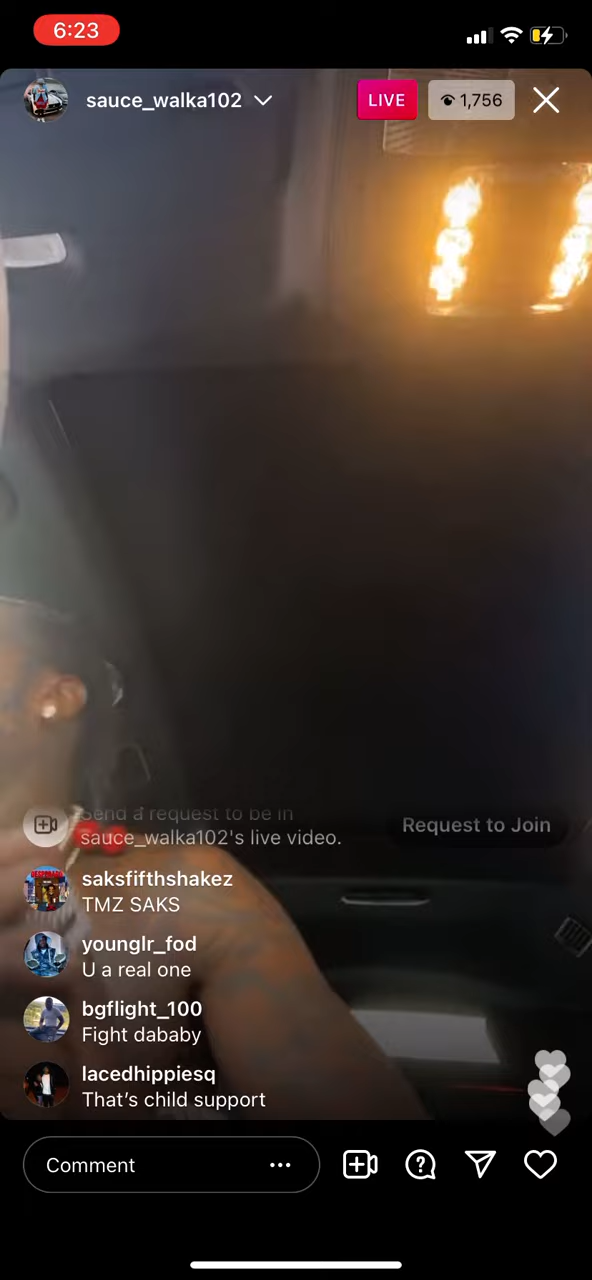 6:23
sauce_walka102
LIVE
1,756
Send a request to be in
sauce_walka102's live video.
Request to Join
saksfifthshakez
TMZ SAKS
younglr_fod
U a real one
bgflight_100
Fight dababy
lacedhippiesq
That’s child support
Comment